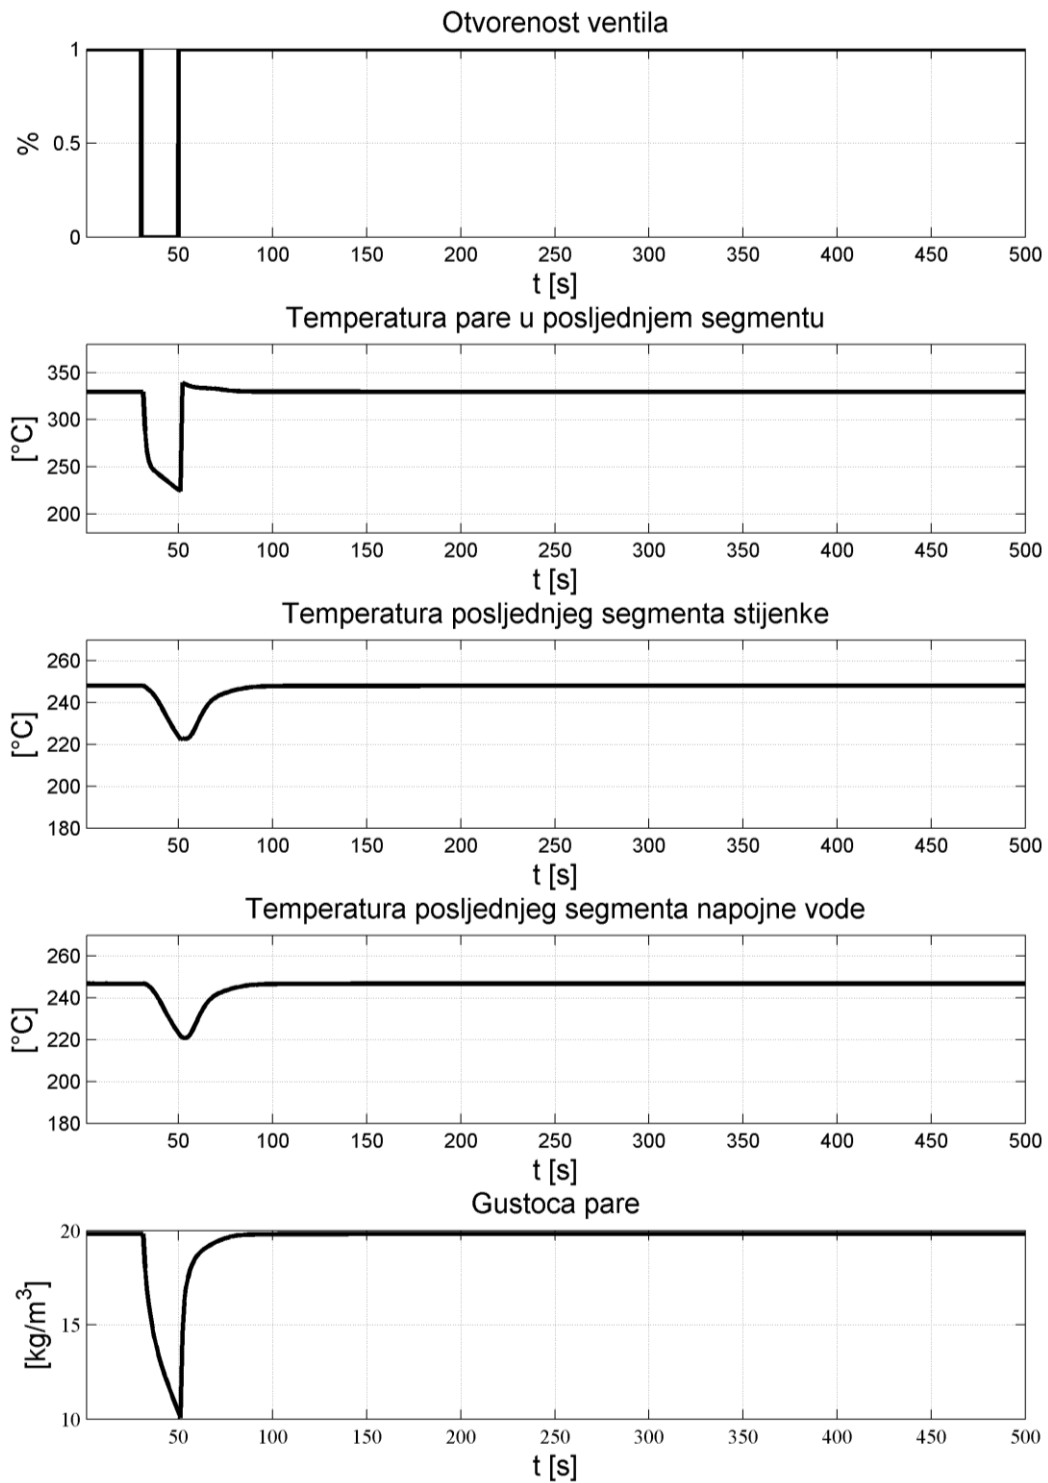 Otvorenost ventila
1
0.5
0
%
50 100 150 200 250 300 350 400 450 500
t [s]
Temperatura pare u posljednjem segmentu
350
300
250
200
[°C]
50 100 150 200 250 300 350 400 450 500
t [s]
Temperatura posljednjeg segmenta stijenke
260
240
220
200
180
[°C]
50 100 150 200 250 300 350 400 450 500
t [s]
Temperatura posljednjeg segmenta napojne vode
260
240
220
200
180
[°C]
50 100 150 200 250 300 350 400 450 500
t [s]
Gustoca pare
20
15
10
[kg/m³]
50 100 150 200 250 300 350 400 450 500
t [s]